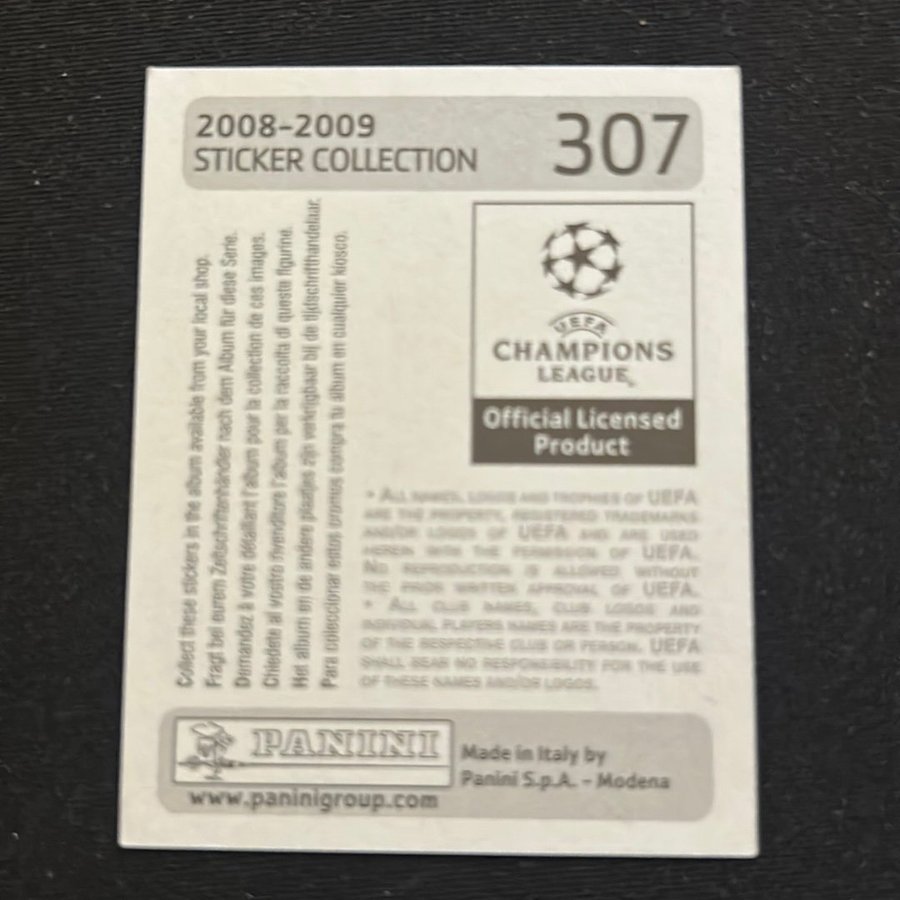 2008-2009
STICKER COLLECTION
307
Collect these stickers in the album available from your local shop.
Fragt bei eurem Zeitschriftenhänder nach dem Album für diese Serie.
Demandez à votre détaillant l'album pour la collection de ces images.
Chiedete al vostro rivenditore l'album per la raccolta di queste figurine.
Het album en de andere plaatjes zijn verkrijgbaar bij de tijdschrifthandelaar.
Para coleccionar estos cromos compra tu álbum en cualquier kiosco.
UEFA
CHAMPIONS
LEAGUE
Official Licensed
Product
• ALL NAMES, LOGOS AND TROPHIES OF UEFA
ARE THE PROPERTY, REGISTERED TRADEMARKS
AND/OR LOGOS OF UEFA AND ARE USED
HEREIN WITH THE PERMISSION OF UEFA.
NO REPRODUCTION IS ALLOWED WITHOUT
THE PRIOR WRITTEN APPROVAL OF UEFA.
• ALL CLUB NAMES, CLUB LOGOS AND
INDIVIDUAL PLAYERS NAMES ARE THE PROPERTY
OF THE RESPECTIVE CLUB OR PERSON. UEFA
SHALL BEAR NO RESPONSIBILITY FOR THE USE
OF THESE NAMES AND/OR LOGOS.
PANINI
www.paninigroup.com
Made in Italy by
Panini S.p.A. - Modena